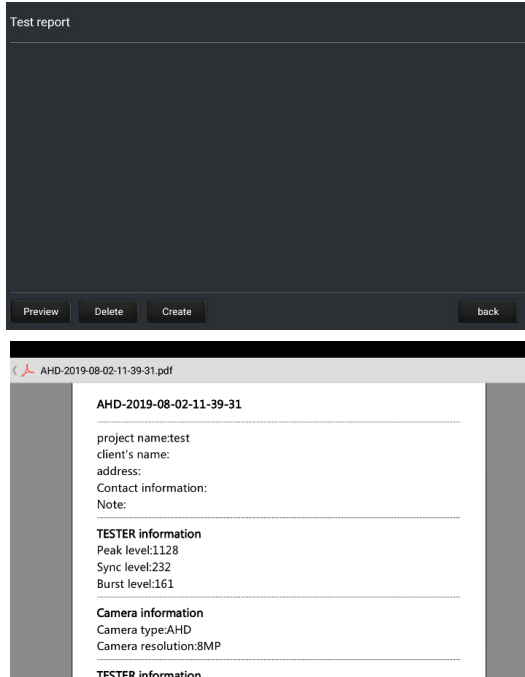 Test report
Preview Delete Create back
AHD-2019-08-02-11-39-31.pdf
AHD-2019-08-02-11-39-31
project name:test
client's name:
address:
Contact information:
Note:
TESTER information
Peak level:1128
Sync level:232
Burst level:161
Camera information
Camera type:AHD
Camera resolution:8MP
TESTER information